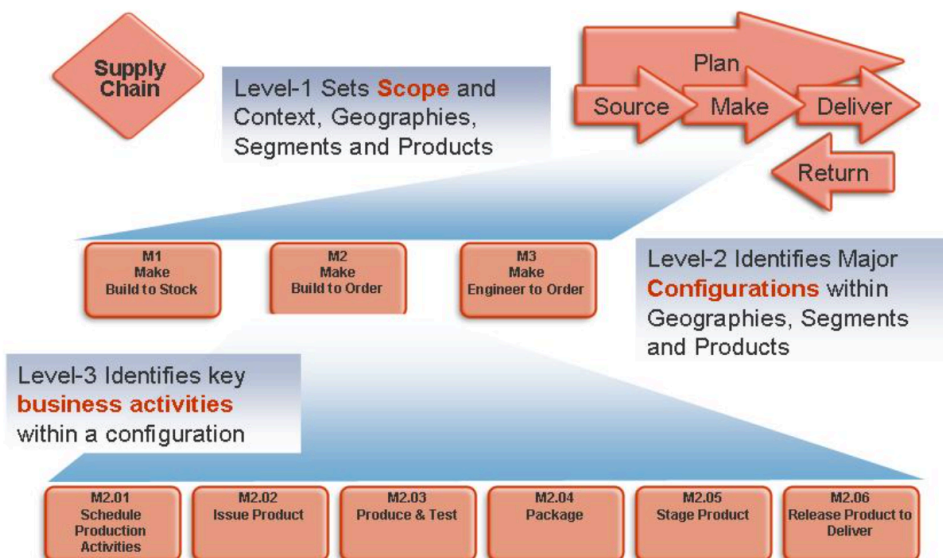 Supply
Chain
Level-1 Sets Scope and
Context, Geographies,
Segments and Products
Plan
Source
Make
Deliver
Return
M1
Make
Build to Stock
M2
Make
Build to Order
M3
Make
Engineer to Order
Level-2 Identifies Major
Configurations within
Geographies, Segments
and Products
Level-3 Identifies key
business activities
within a configuration
M2.01
Schedule
Production
Activities
M2.02
Issue Product
M2.03
Produce & Test
M2.04
Package
M2.05
Stage Product
M2.06
Release Product to
Deliver